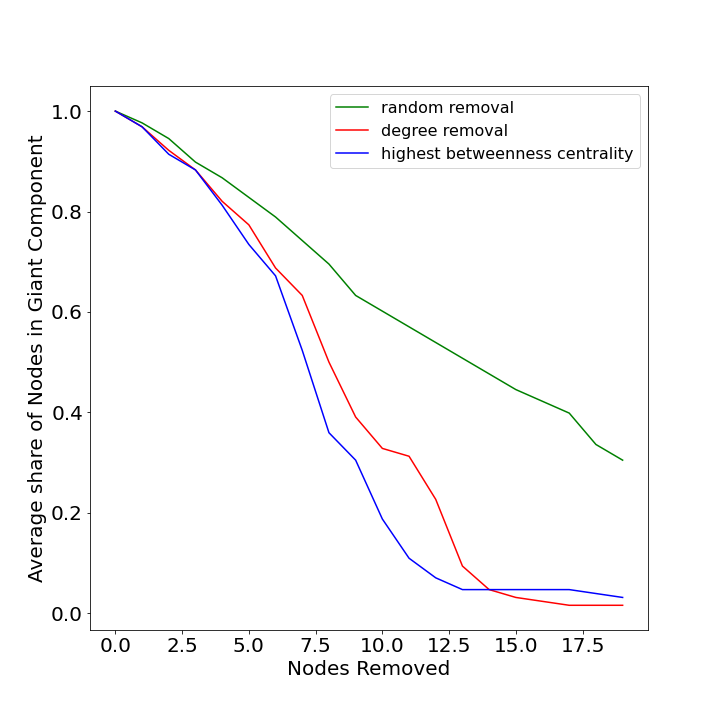 random removal
degree removal
highest betweenness centrality
Average share of Nodes in Giant Component
1.0
0.8
0.6
0.4
0.2
0.0
0.0 2.5 5.0 7.5 10.0 12.5 15.0 17.5
Nodes Removed